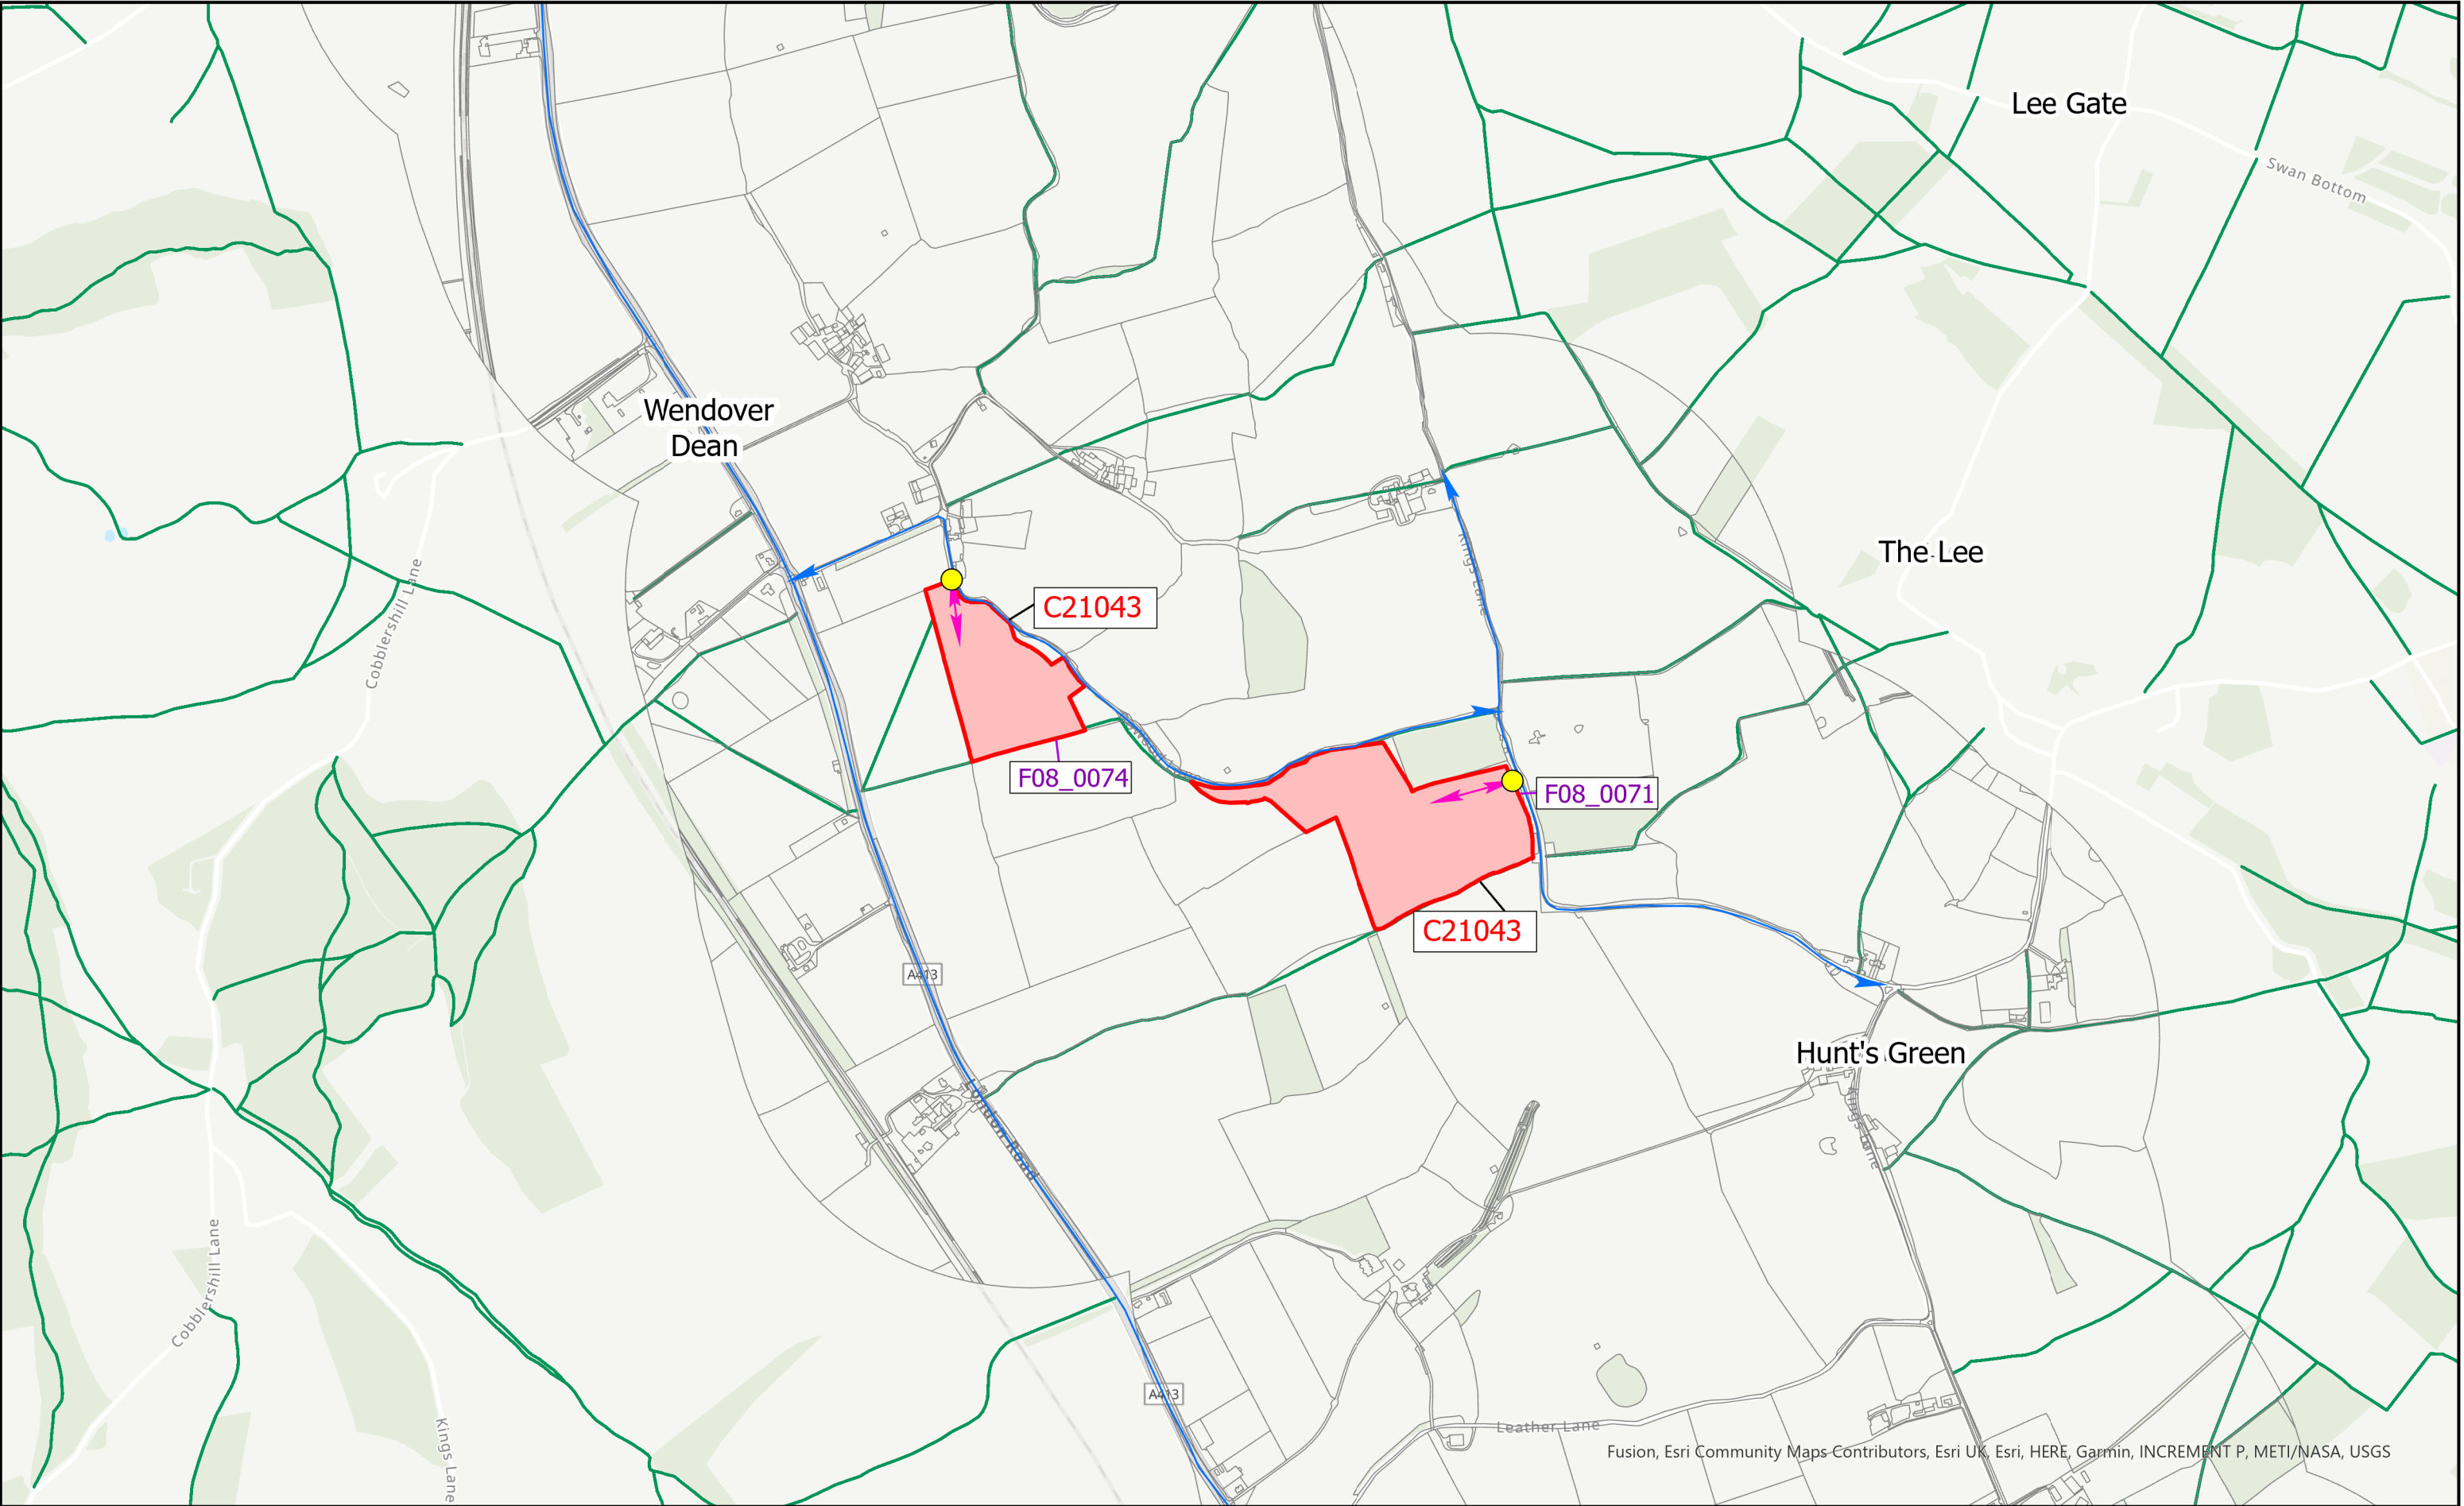 Lee Gate
Swan Bottom
Wendover
Dean
Kings Lane
The Lee
Cobblershill Lane
C21043
F08_0074
F08_0071
C21043
A413
Hunt's Green
London Road
Kings Lane
Cobblershill Lane
A413
Kings Lane
Leather Lane
Fusion, Esri Community Maps Contributors, Esri UK, Esri, HERE, Garmin, INCREMENT P, METI/NASA, USGS